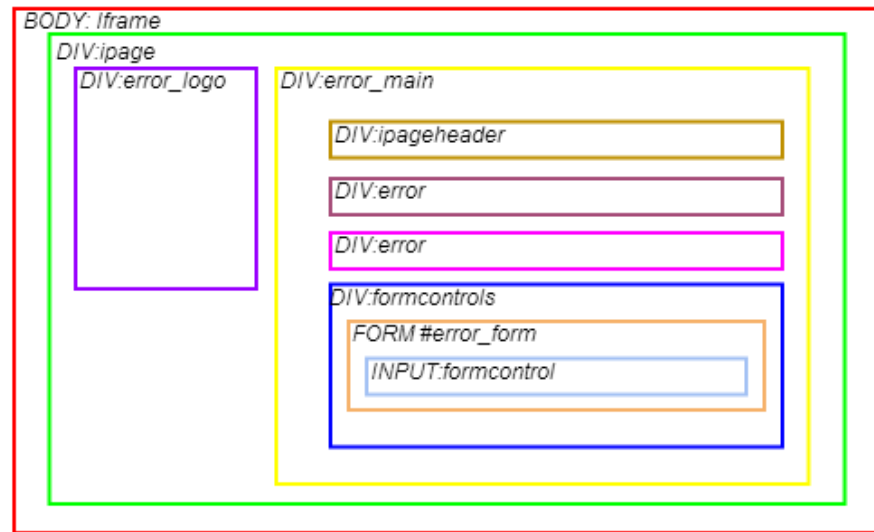 BODY: Iframe
DIV:ipage
DIV:error_logo
DIV:error_main
DIV:ipageheader
DIV:error
DIV:error
DIV:formcontrols
FORM #error_form
INPUT:formcontrol